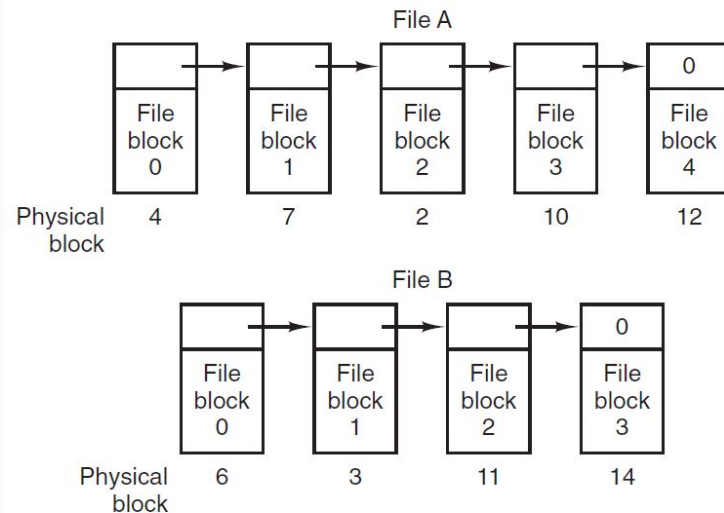 File A
0
File File File File File
block block block block block
0 1 2 3 4
Physical 4 7 2 10 12
block
File B
0
File File File File
block block block block
0 1 2 3
Physical 6 3 11 14
block